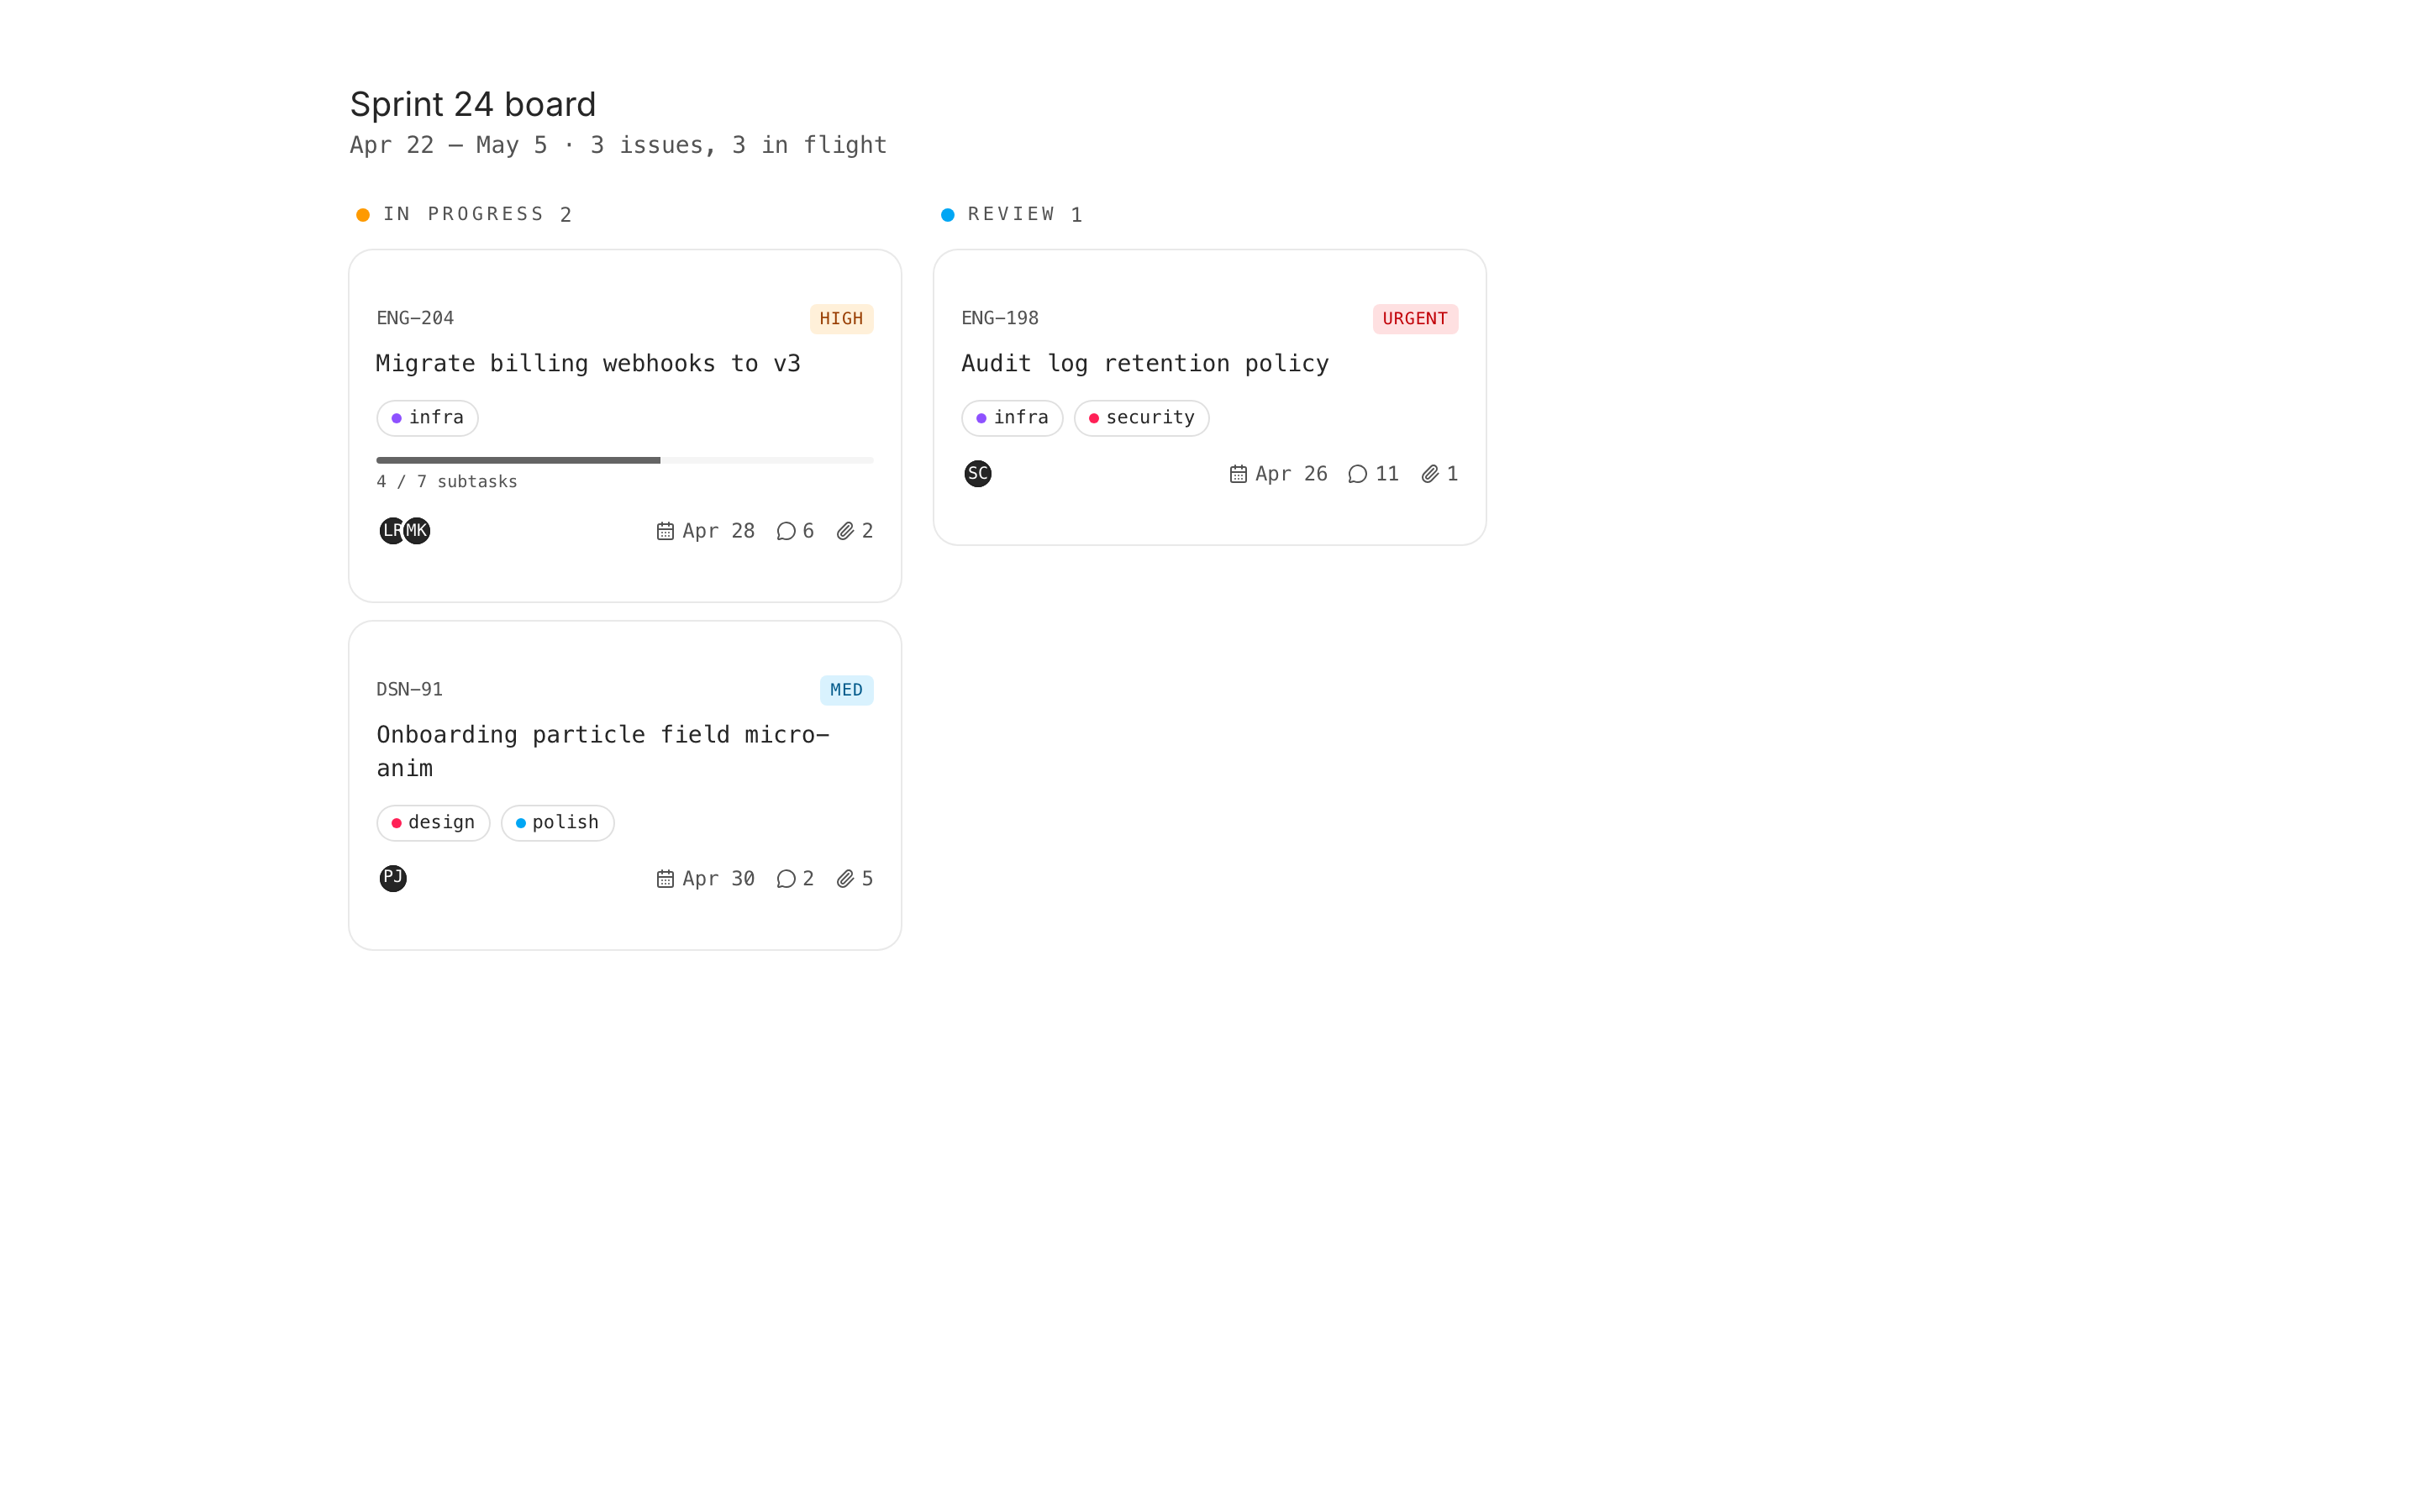 Sprint 24 board
Apr 22 — May 5 · 3 issues, 3 in flight
IN PROGRESS 2
ENG-204 HIGH
Migrate billing webhooks to v3
infra
4 / 7 subtasks
LR MK Apr 28 6 2
DSN-91 MED
Onboarding particle field micro-
anim
design polish
PJ Apr 30 2 5
REVIEW 1
ENG-198 URGENT
Audit log retention policy
infra security
SC Apr 26 11 1